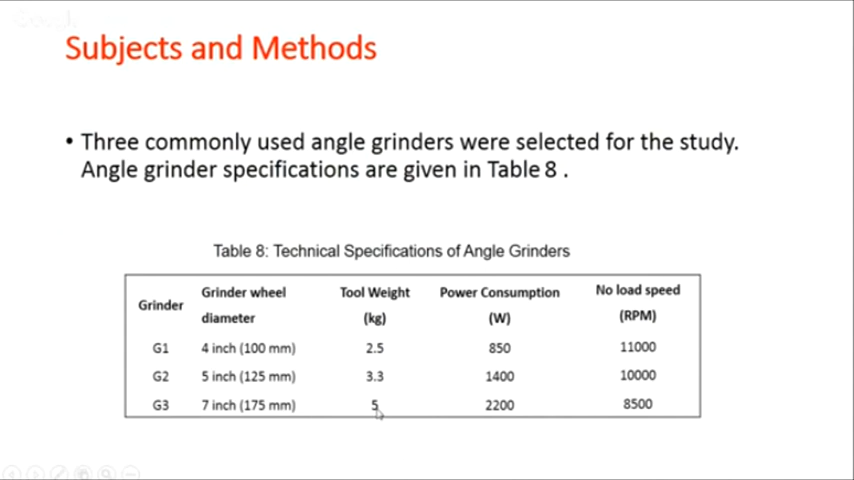 Subjects and Methods
• Three commonly used angle grinders were selected for the study.
Angle grinder specifications are given in Table 8 .
Table 8: Technical Specifications of Angle Grinders
Grinder Grinder wheel diameter Tool Weight (kg) Power Consumption (W) No load speed (RPM)
G1 4 inch (100 mm) 2.5 850 11000
G2 5 inch (125 mm) 3.3 1400 10000
G3 7 inch (175 mm) 5 2200 8500